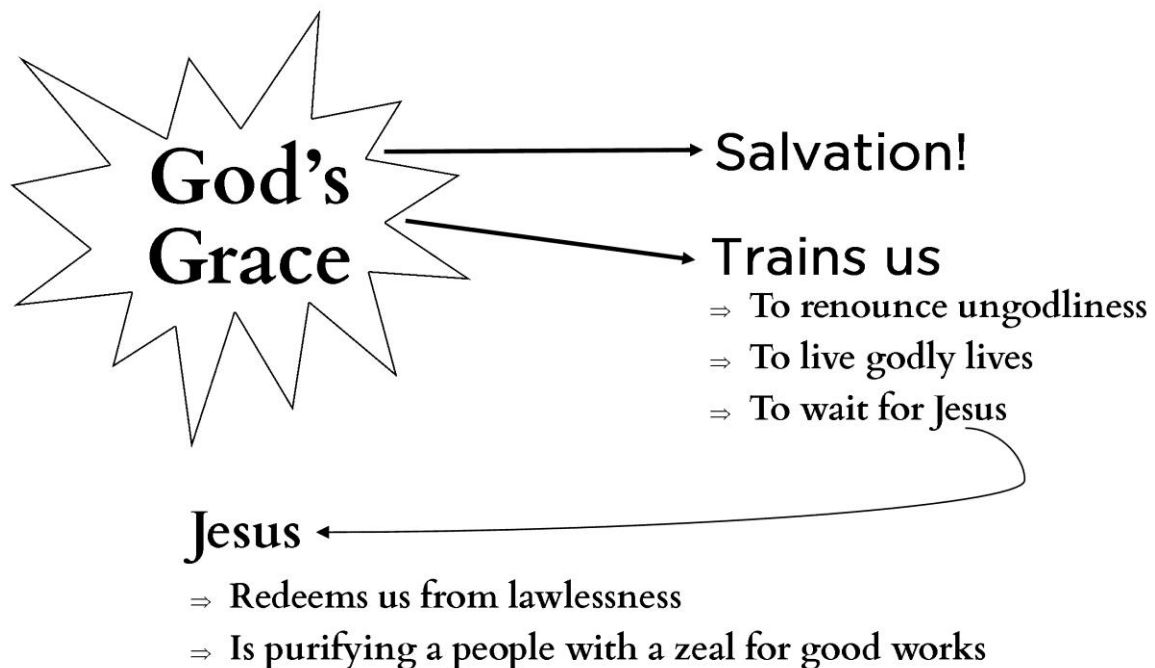 God’s
Grace
Salvation!
Trains us
⇒ To renounce ungodliness
⇒ To live godly lives
⇒ To wait for Jesus
Jesus
⇒ Redeems us from lawlessness
⇒ Is purifying a people with a zeal for good works